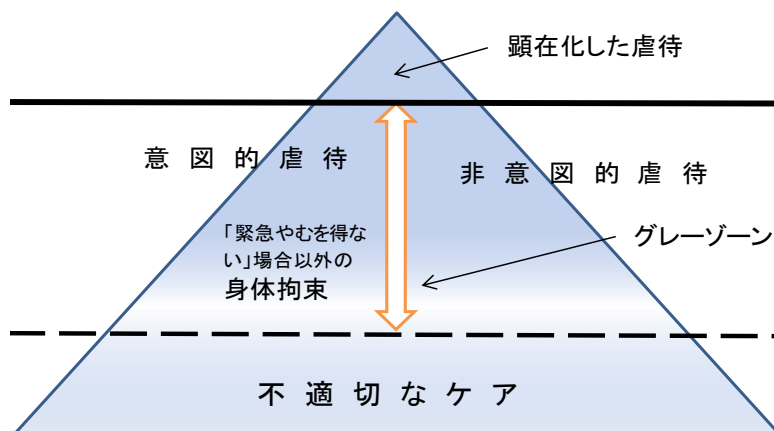 顕在化した虐待
意図的虐待
非意図的虐待
「緊急やむを得な
い」場合以外の
身体拘束
グレーゾーン
不適切なケア